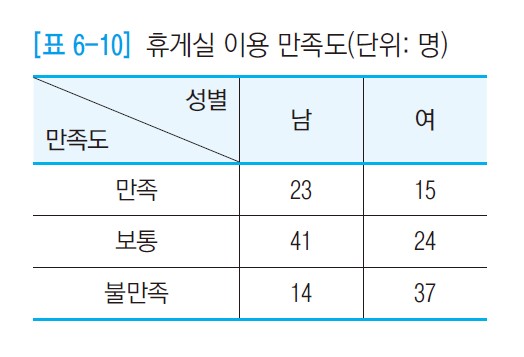 [표 6-10] 휴게실 이용 만족도(단위: 명)
성별
만족도
남
여
만족 23 15
보통 41 24
불만족 14 37